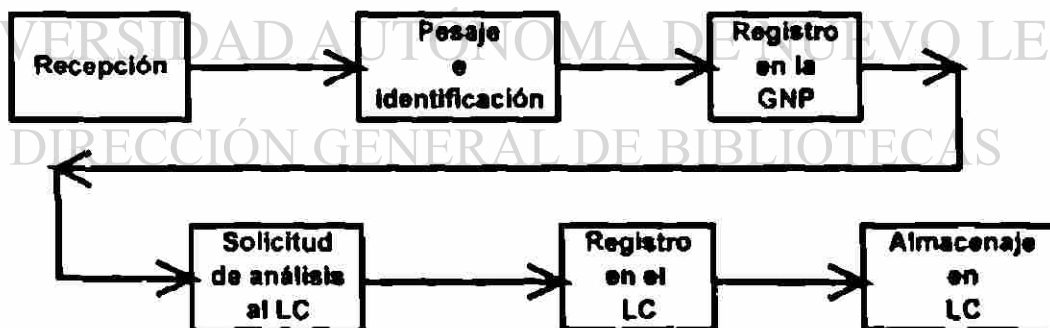 VERSIDAD AUTÓNOMA DE NUEVO LE
Recepción
Pesaje
e
identificación
Registro
en la
GNP
DIRECCIÓN GENERAL DE BIBLIOTECAS
Solicitud
de análisis
al LC
Registro
en el
LC
Almacenaje
en
LC